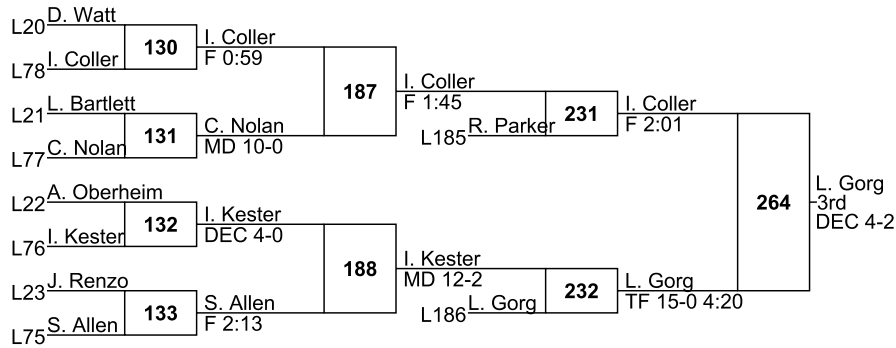 D. Watt
L20
130
I. Coller
F 0:59
I. Coller
L78
187
I. Coller
F 1:45
L. Bartlett
L21
131
C. Nolan
MD 10-0
C. Nolan
L77
231
I. Coller
F 2:01
R. Parker
L185
A. Oberheim
L22
132
I. Kester
DEC 4-0
I. Kester
L76
264
L. Gorg
3rd
DEC 4-2
188
I. Kester
MD 12-2
J. Renzo
L23
133
S. Allen
F 2:13
S. Allen
L75
232
L. Gorg
TF 15-0 4:20
L. Gorg
L186